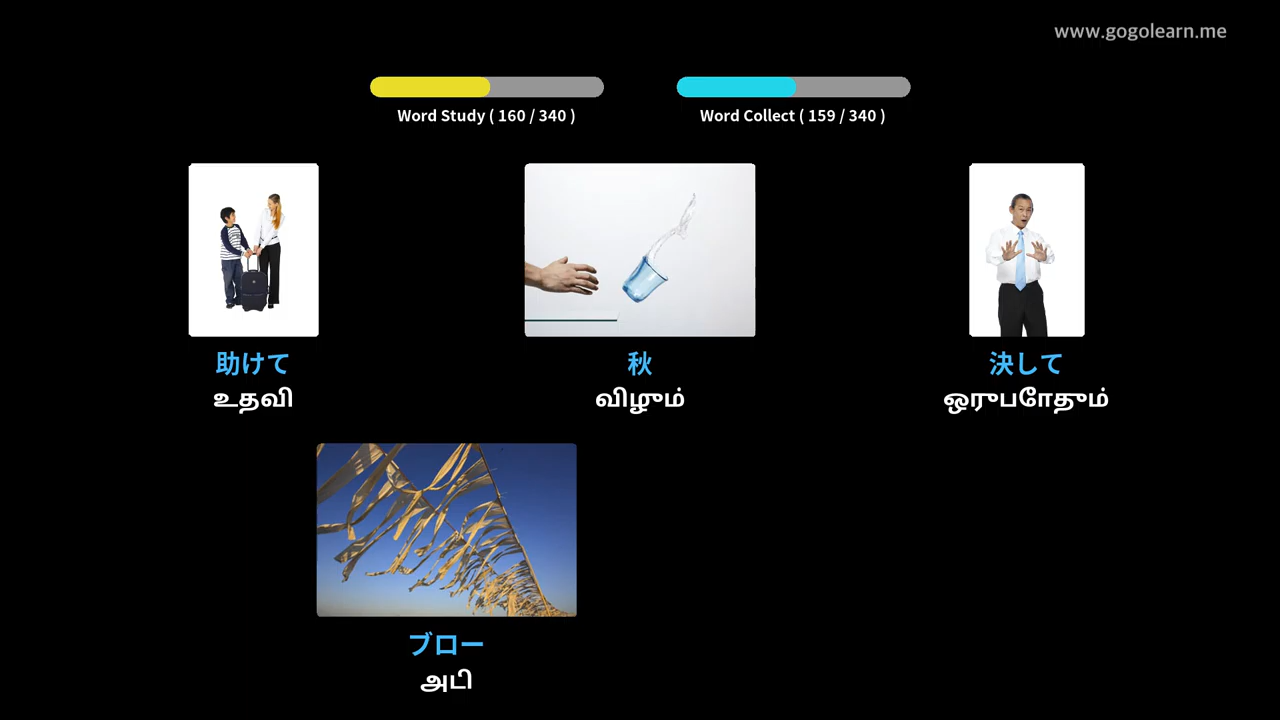 www.gogolearn.me
Word Study ( 160 / 340 )
Word Collect ( 159 / 340 )
助けて
உதவி
秋
விழும்
決して
ஒருபோதும்
ブロー
அடி